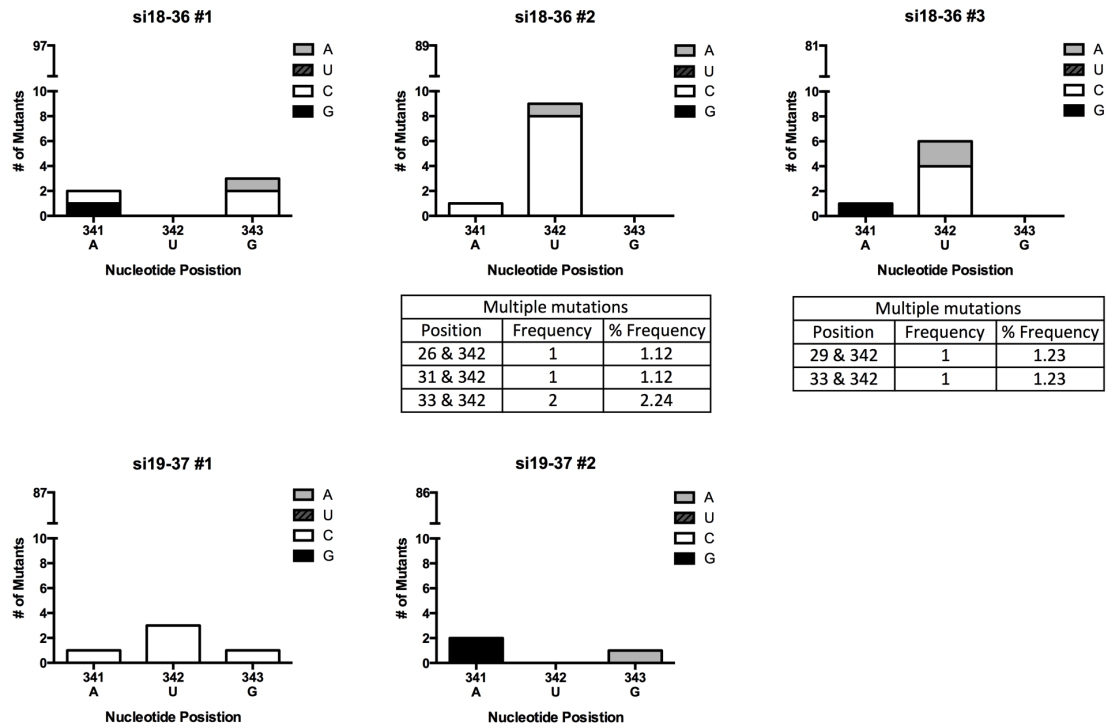 si18-36 #1
97
10
8
6
4
2
0
# of Mutants
A
U
C
G
341 342 343
A U G
Nucleotide Posistion
si18-36 #2
89
10
8
6
4
2
0
# of Mutants
A
U
C
G
341 342 343
A U G
Nucleotide Posistion
si18-36 #3
81
10
8
6
4
2
0
# of Mutants
A
U
C
G
341 342 343
A U G
Nucleotide Posistion
Multiple mutations
Position Frequency % Frequency
26 & 342 1 1.12
31 & 342 1 1.12
33 & 342 2 2.24
Multiple mutations
Position Frequency % Frequency
29 & 342 1 1.23
33 & 342 1 1.23
si19-37 #1
87
10
8
6
4
2
0
# of Mutants
A
U
C
G
341 342 343
A U G
Nucleotide Posistion
si19-37 #2
86
10
8
6
4
2
0
# of Mutants
A
U
C
G
341 342 343
A U G
Nucleotide Posistion